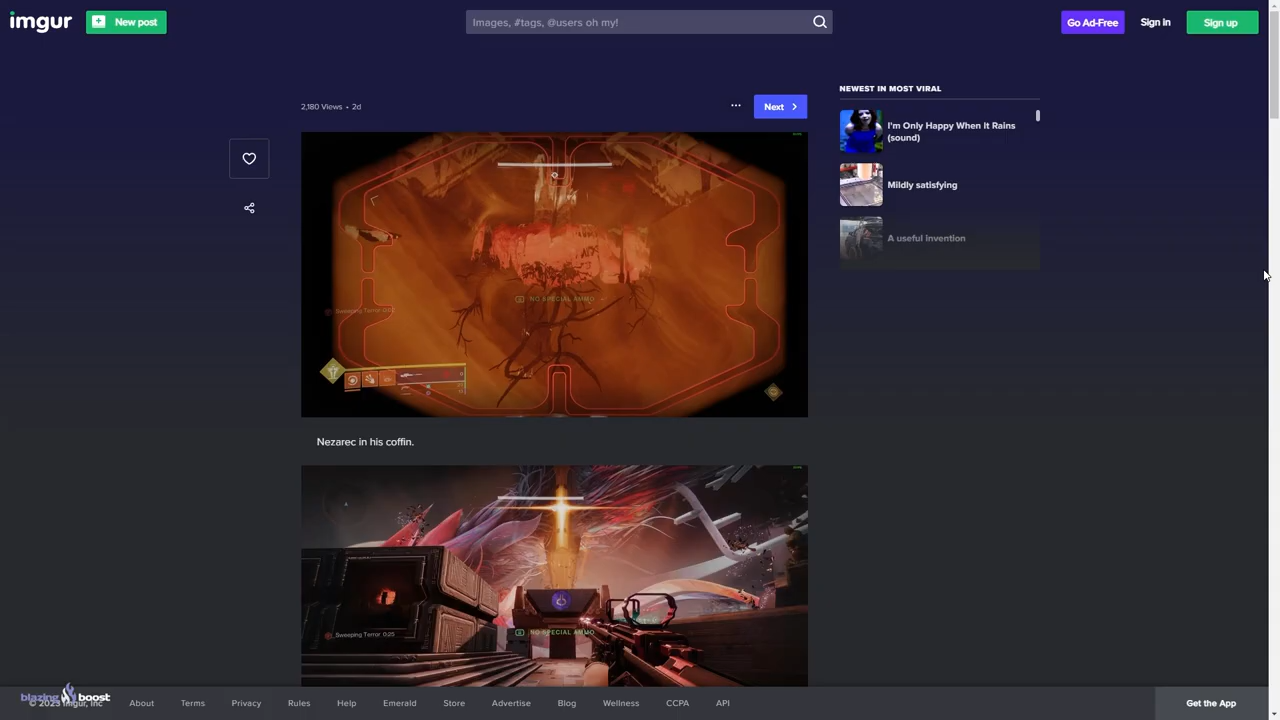 imgur
New post
Images, #tags, @users oh my!
Go Ad-Free
Sign in
Sign up
2,180 Views • 2d
Next
NEWEST IN MOST VIRAL
I'm Only Happy When It Rains
(sound)
Mildly satisfying
A useful invention
NO SPECIAL AMMO
Sweeping Terror
Nezarec in his coffin.
Sweeping Terror 0:25
NO SPECIAL AMMO
blazing boost
© 2023 Imgur, Inc
About
Terms
Privacy
Rules
Help
Emerald
Store
Advertise
Blog
Wellness
CCPA
API
Get the App